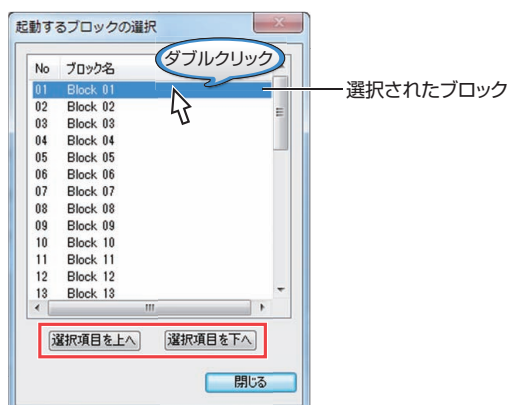 起動するブロックの選択
ダブルクリック
No ブロック名
選択されたブロック
01 Block 01
02 Block 02
03 Block 03
04 Block 04
05 Block 05
06 Block 06
07 Block 07
08 Block 08
09 Block 09
10 Block 10
11 Block 11
12 Block 12
13 Block 13
選択項目を上へ 選択項目を下へ
閉じる